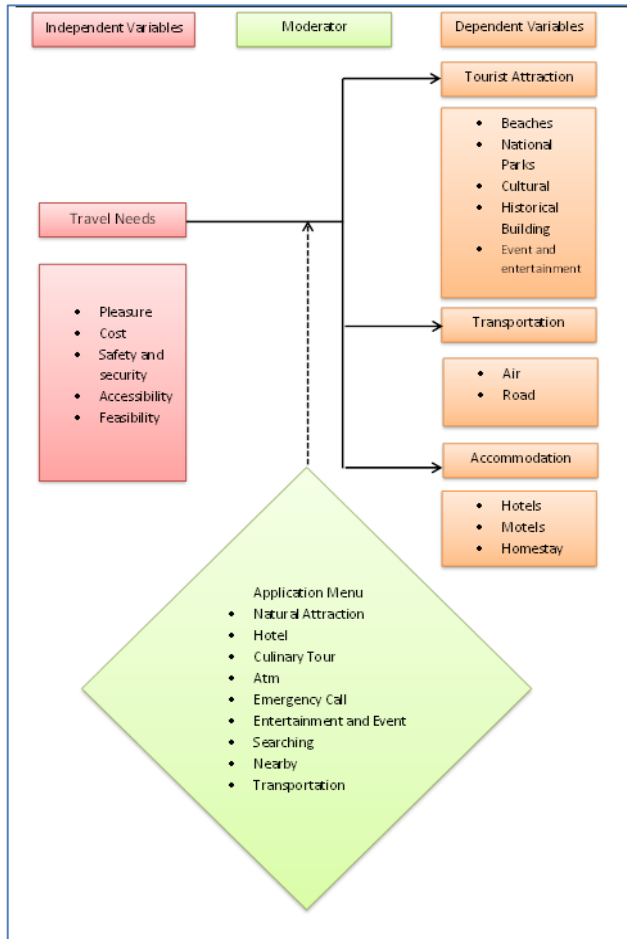 Independent Variables
Moderator
Dependent Variables
Tourist Attraction
• Beaches
• National
Parks
• Cultural
• Historical
Building
• Event and
entertainment
Travel Needs
• Pleasure
• Cost
• Safety and
security
• Accessibility
• Feasibility
Transportation
• Air
• Road
Accommodation
• Hotels
• Motels
• Homestay
Application Menu
• Natural Attraction
• Hotel
• Culinary Tour
• Atm
• Emergency Call
• Entertainment and Event
• Searching
• Nearby
• Transportation